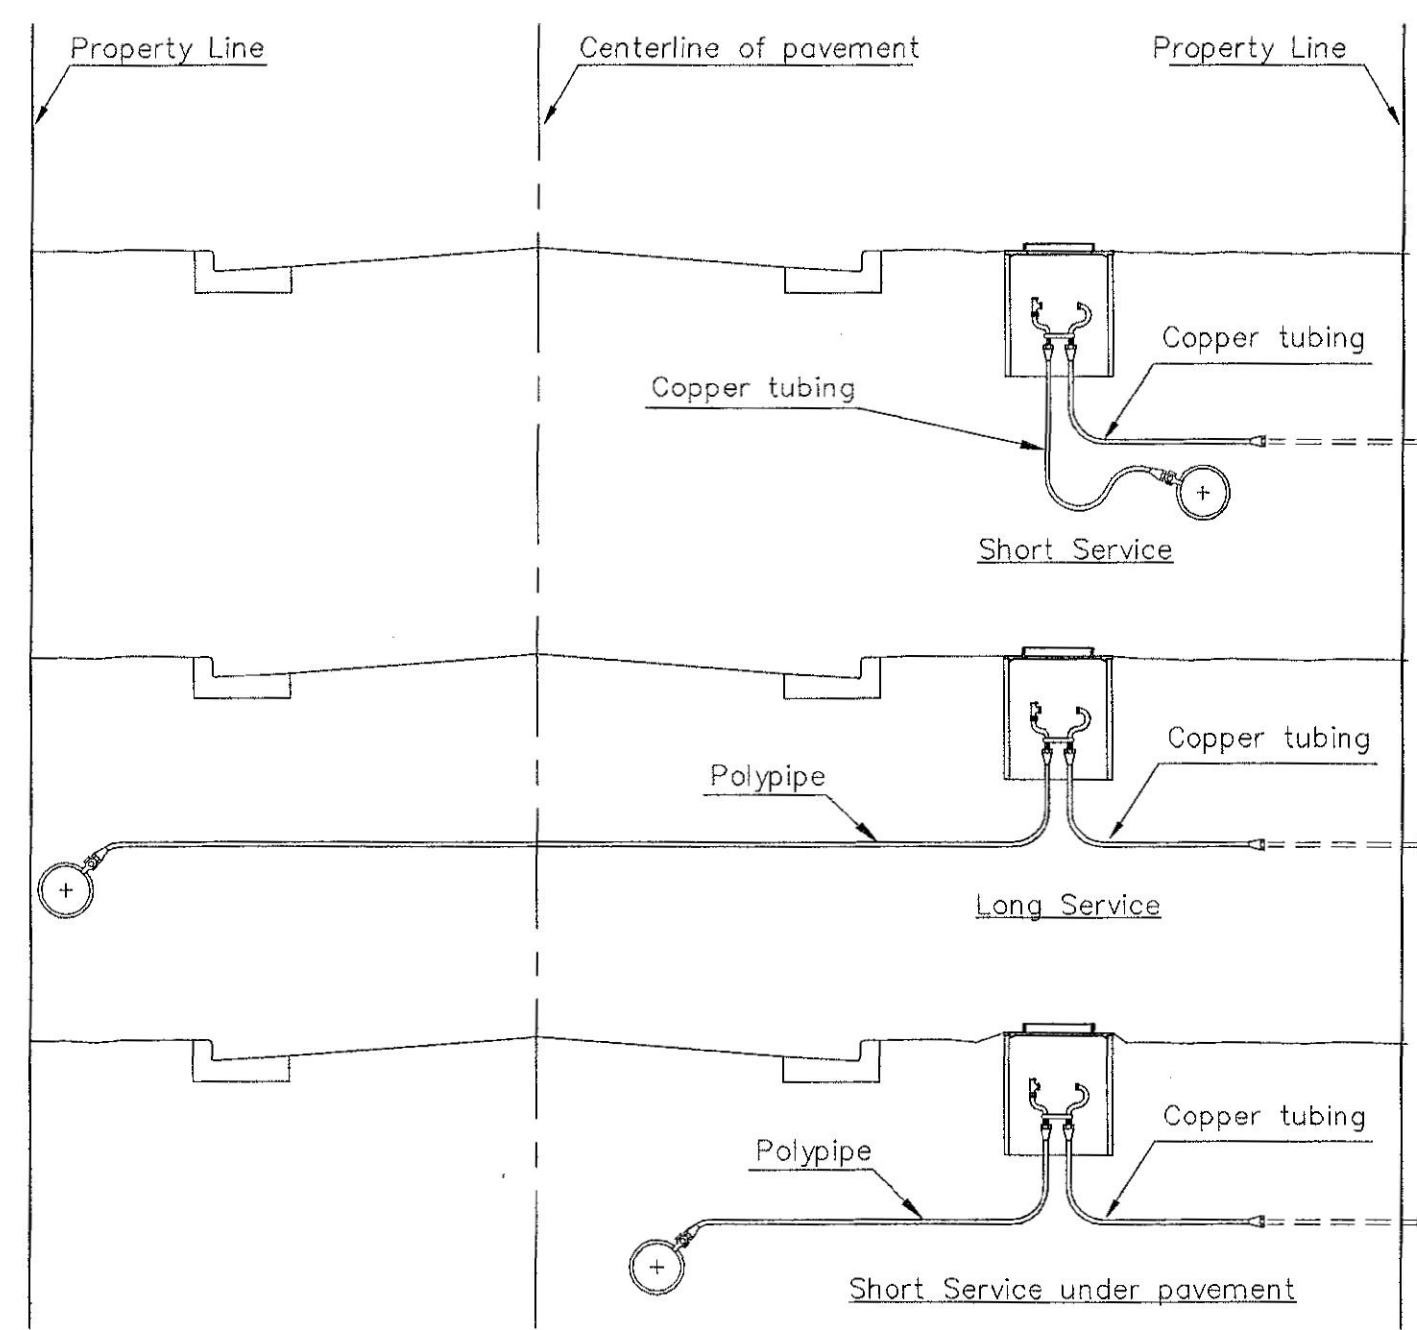 Property Line
Centerline of pavement
Property Line
Copper tubing
Copper tubing
Short Service
Copper tubing
Polypipe
Long Service
Copper tubing
Polypipe
Short Service under pavement